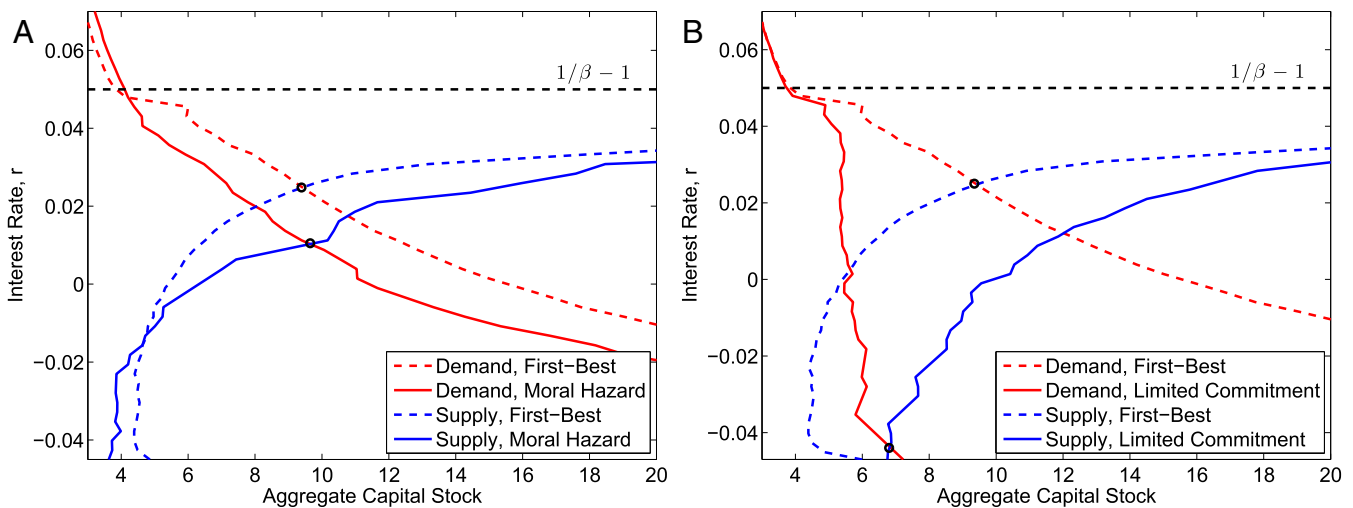 A
Interest Rate, r
0.06
0.04
0.02
0
−0.02
−0.04
1/β − 1
Demand, First−Best
Demand, Moral Hazard
Supply, First−Best
Supply, Moral Hazard
4 6 8 10 12 14 16 18 20
Aggregate Capital Stock
B
Interest Rate, r
0.06
0.04
0.02
0
−0.02
−0.04
1/β − 1
Demand, First−Best
Demand, Limited Commitment
Supply, First−Best
Supply, Limited Commitment
4 6 8 10 12 14 16 18 20
Aggregate Capital Stock